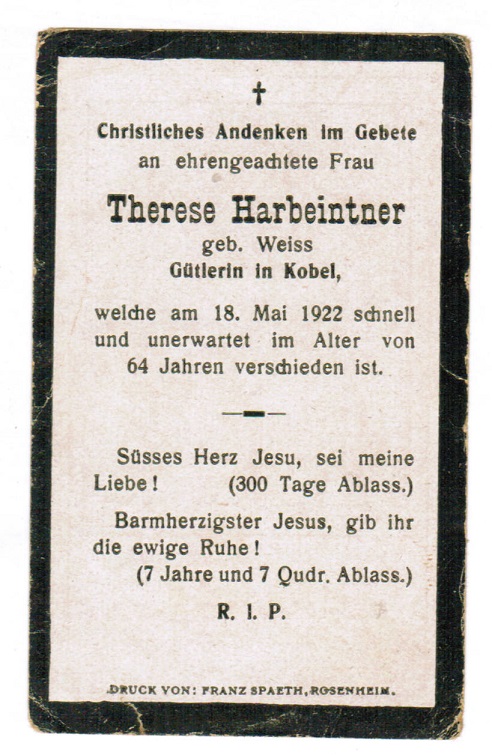 Christliches Andenken im Gebete
an ehrengeachtete Frau
Therese Harbeintner
geb. Weiss
Gütlerin in Kobel,
welche am 18. Mai 1922 schnell
und unerwartet im Alter von
64 Jahren verschieden ist.
Süsses Herz Jesu, sei meine
Liebe! (300 Tage Ablass.)
Barmherzigster Jesus, gib ihr
die ewige Ruhe!
(7 Jahre und 7 Qudr. Ablass.)
R. I. P.
DRUCK VON: FRANZ SPAETH, ROSENHEIM.